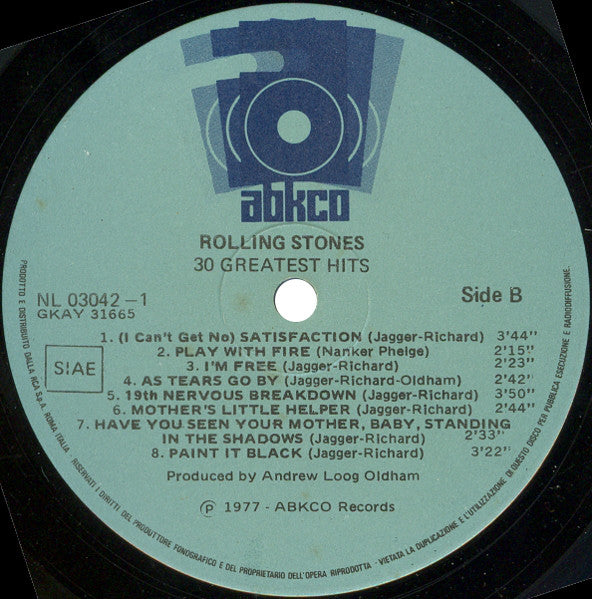 abkco
ROLLING STONES
30 GREATEST HITS
NL 03042-1
GKAY 31665
Side B
SIAE
1. (I Can't Get No) SATISFACTION (Jagger-Richard) 3'44"
2. PLAY WITH FIRE (Nanker Phelge) 2'15"
3. I'M FREE (Jagger-Richard) 2'23"
4. AS TEARS GO BY (Jagger-Richard-Oldham) 2'42"
5. 19th NERVOUS BREAKDOWN (Jagger-Richard) 3'50"
6. MOTHER'S LITTLE HELPER (Jagger-Richard) 2'44"
7. HAVE YOU SEEN YOUR MOTHER, BABY, STANDING
IN THE SHADOWS (Jagger-Richard) 2'33"
8. PAINT IT BLACK (Jagger-Richard) 3'22"
Produced by Andrew Loog Oldham
℗ 1977 - ABKCO Records
PRODOTTO E DISTRIBUITO DALLA RCA S.p.A. ROMA ITALIA - RISERVATI I DIRITTI DEL PRODUTTORE FONOGRAFICO E DEL PROPRIETARIO DELL'OPERA RIPRODOTTA - VIETATA LA DUPLICAZIONE E L'UTILIZZAZIONE DI QUESTO DISCO PER PUBBLICA ESECUZIONE E RADIODIFFUSIONE.